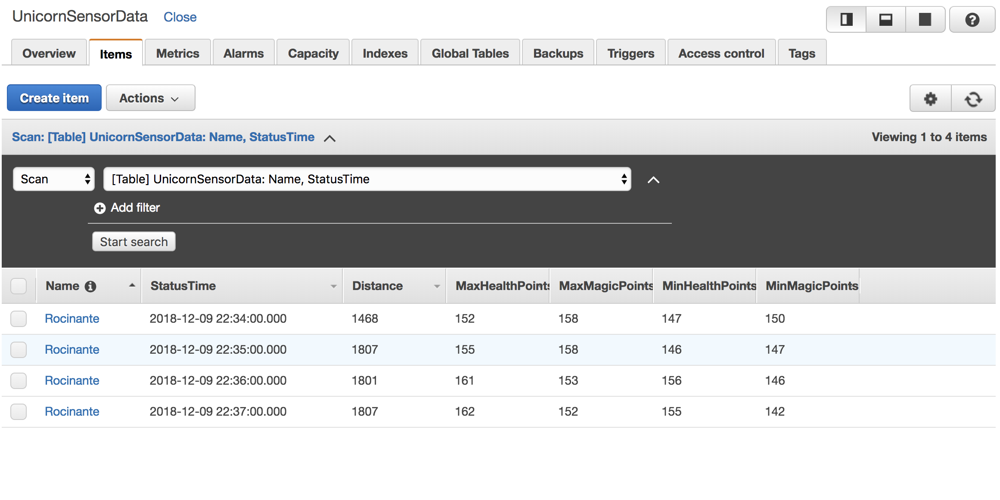 UnicornSensorData Close
Overview Items Metrics Alarms Capacity Indexes Global Tables Backups Triggers Access control Tags
Create item Actions
Scan: [Table] UnicornSensorData: Name, StatusTime Viewing 1 to 4 items
Scan [Table] UnicornSensorData: Name, StatusTime
Add filter
Start search
Name StatusTime Distance MaxHealthPoints MaxMagicPoints MinHealthPoints MinMagicPoints
Rocinante 2018-12-09 22:34:00.000 1468 152 158 147 150
Rocinante 2018-12-09 22:35:00.000 1807 155 158 146 147
Rocinante 2018-12-09 22:36:00.000 1801 161 153 156 146
Rocinante 2018-12-09 22:37:00.000 1807 162 152 155 142